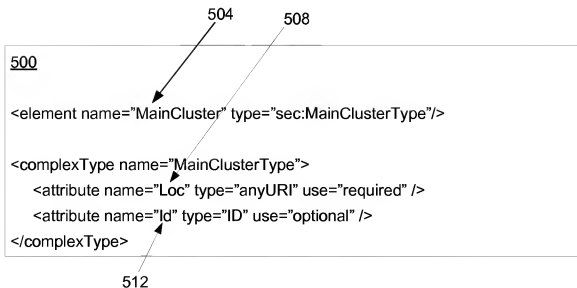 504 508
500
<element name=”MainCluster” type=”sec:MainClusterType”/>
<complexType name=”MainClusterType”>
<attribute name=”Loc” type=”anyURI” use=”required” />
<attribute name=”Id” type=”ID” use=”optional” />
</complexType>
512